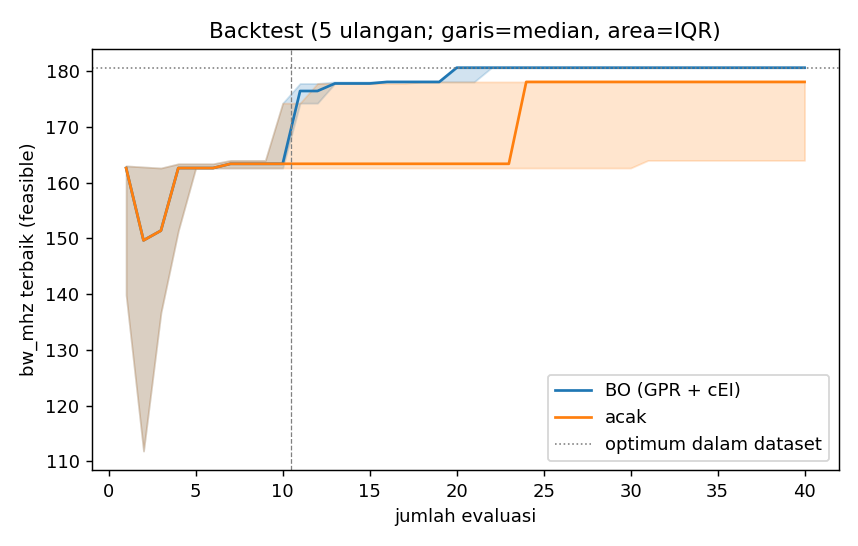 Backtest (5 ulangan; garis=median, area=IQR)
bw_mhz terbaik (feasible)
180
170
160
150
140
130
120
110
BO (GPR + cEI)
acak
optimum dalam dataset
0 5 10 15 20 25 30 35 40
jumlah evaluasi